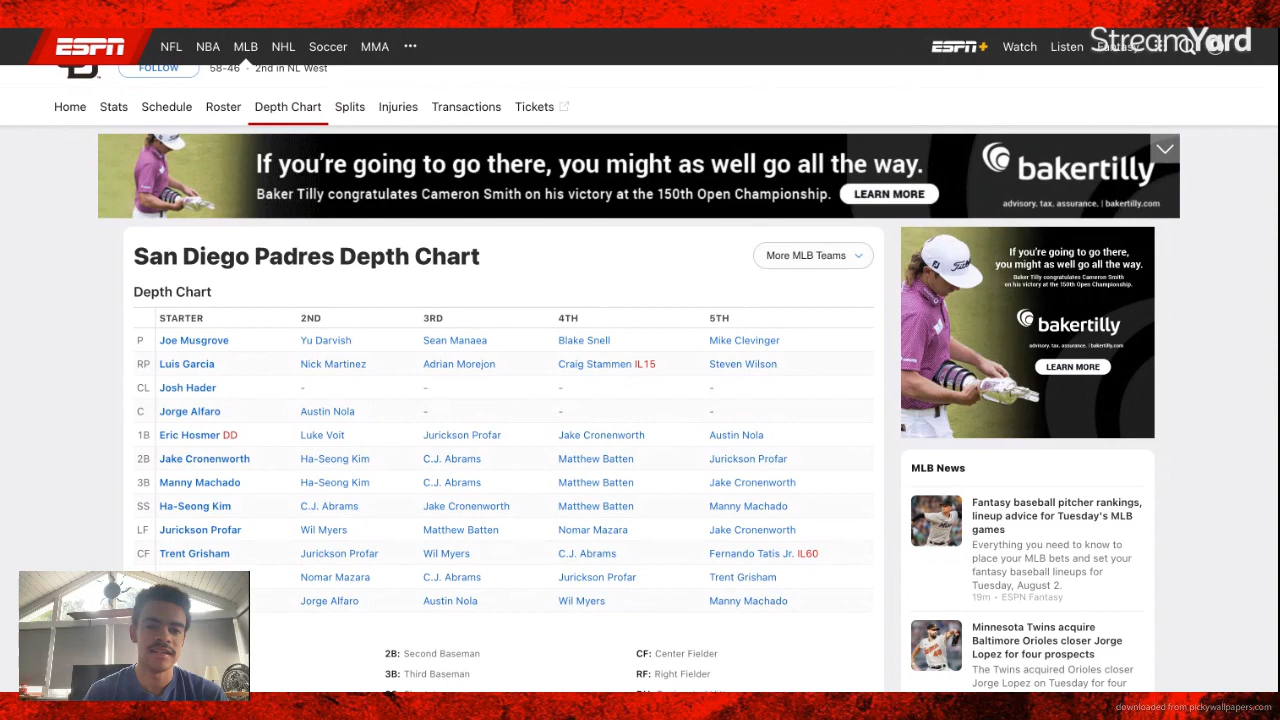 StreamYard
ESPN NFL NBA MLB NHL Soccer MMA ••• ESPN+ Watch Listen Fantasy
FOLLOW 58-46 · 2nd in NL West
Home Stats Schedule Roster Depth Chart Splits Injuries Transactions Tickets
If you're going to go there, you might as well go all the way.
Baker Tilly congratulates Cameron Smith on his victory at the 150th Open Championship. LEARN MORE
bakertilly
advisory. tax. assurance. | bakertilly.com
San Diego Padres Depth Chart
More MLB Teams
Depth Chart
STARTER 2ND 3RD 4TH 5TH
P Joe Musgrove Yu Darvish Sean Manaea Blake Snell Mike Clevinger
RP Luis Garcia Nick Martinez Adrian Morejon Craig Stammen IL15 Steven Wilson
CL Josh Hader - - - -
C Jorge Alfaro Austin Nola - - -
1B Eric Hosmer DD Luke Voit Jurickson Profar Jake Cronenworth Austin Nola
2B Jake Cronenworth Ha-Seong Kim C.J. Abrams Matthew Batten Jurickson Profar
3B Manny Machado Ha-Seong Kim C.J. Abrams Matthew Batten Jake Cronenworth
SS Ha-Seong Kim C.J. Abrams Jake Cronenworth Matthew Batten Manny Machado
LF Jurickson Profar Wil Myers Matthew Batten Nomar Mazara Jake Cronenworth
CF Trent Grisham Jurickson Profar Wil Myers C.J. Abrams Fernando Tatis Jr. IL60
Nomar Mazara C.J. Abrams Jurickson Profar Trent Grisham
Jorge Alfaro Austin Nola Wil Myers Manny Machado
2B: Second Baseman CF: Center Fielder
3B: Third Baseman RF: Right Fielder
If you're going to go there,
you might as well go all the way.
Baker Tilly congratulates Cameron Smith
on his victory at the 150th Open Championship.
bakertilly
advisory. tax. assurance. | bakertilly.com
LEARN MORE
MLB News
Fantasy baseball pitcher rankings,
lineup advice for Tuesday's MLB
games
Everything you need to know to
place your MLB bets and set your
fantasy baseball lineups for
Tuesday, August 2.
19m • ESPN Fantasy
Minnesota Twins acquire
Baltimore Orioles closer Jorge
Lopez for four prospects
The Twins acquired Orioles closer
Jorge Lopez on Tuesday for four
downloaded from pickywallpapers.com